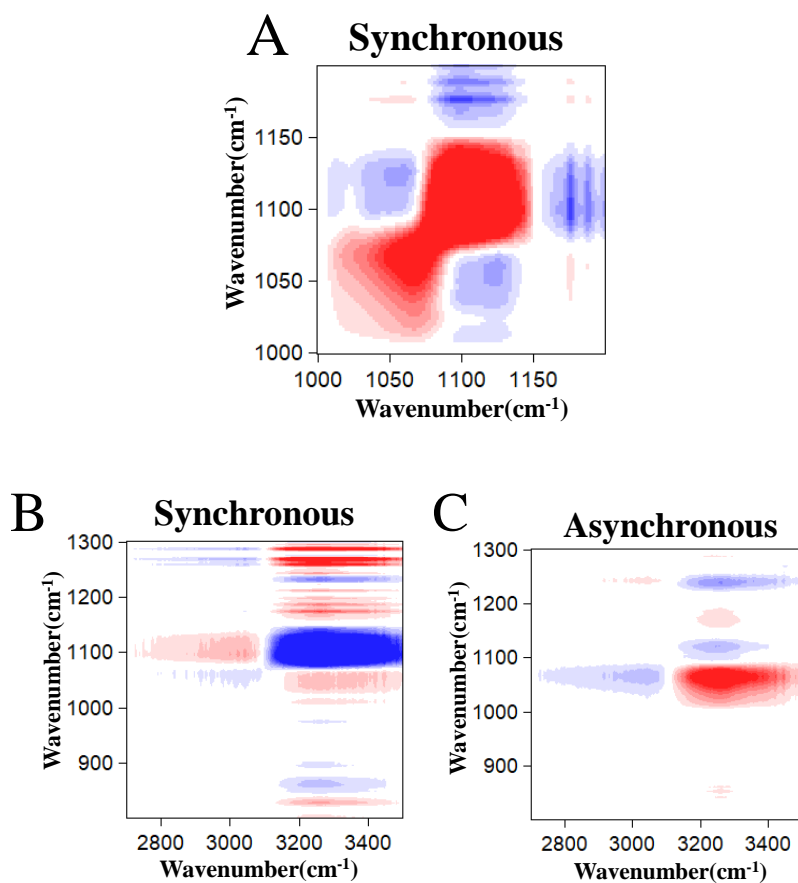 A Synchronous
Wavenumber(cm⁻¹)
1150
1100
1050
1000
1000 1050 1100 1150
Wavenumber(cm⁻¹)
B Synchronous
Wavenumber(cm⁻¹)
1300
1200
1100
1000
900
2800 3000 3200 3400
Wavenumber(cm⁻¹)
C Asynchronous
Wavenumber(cm⁻¹)
1300
1200
1100
1000
900
2800 3000 3200 3400
Wavenumber(cm⁻¹)